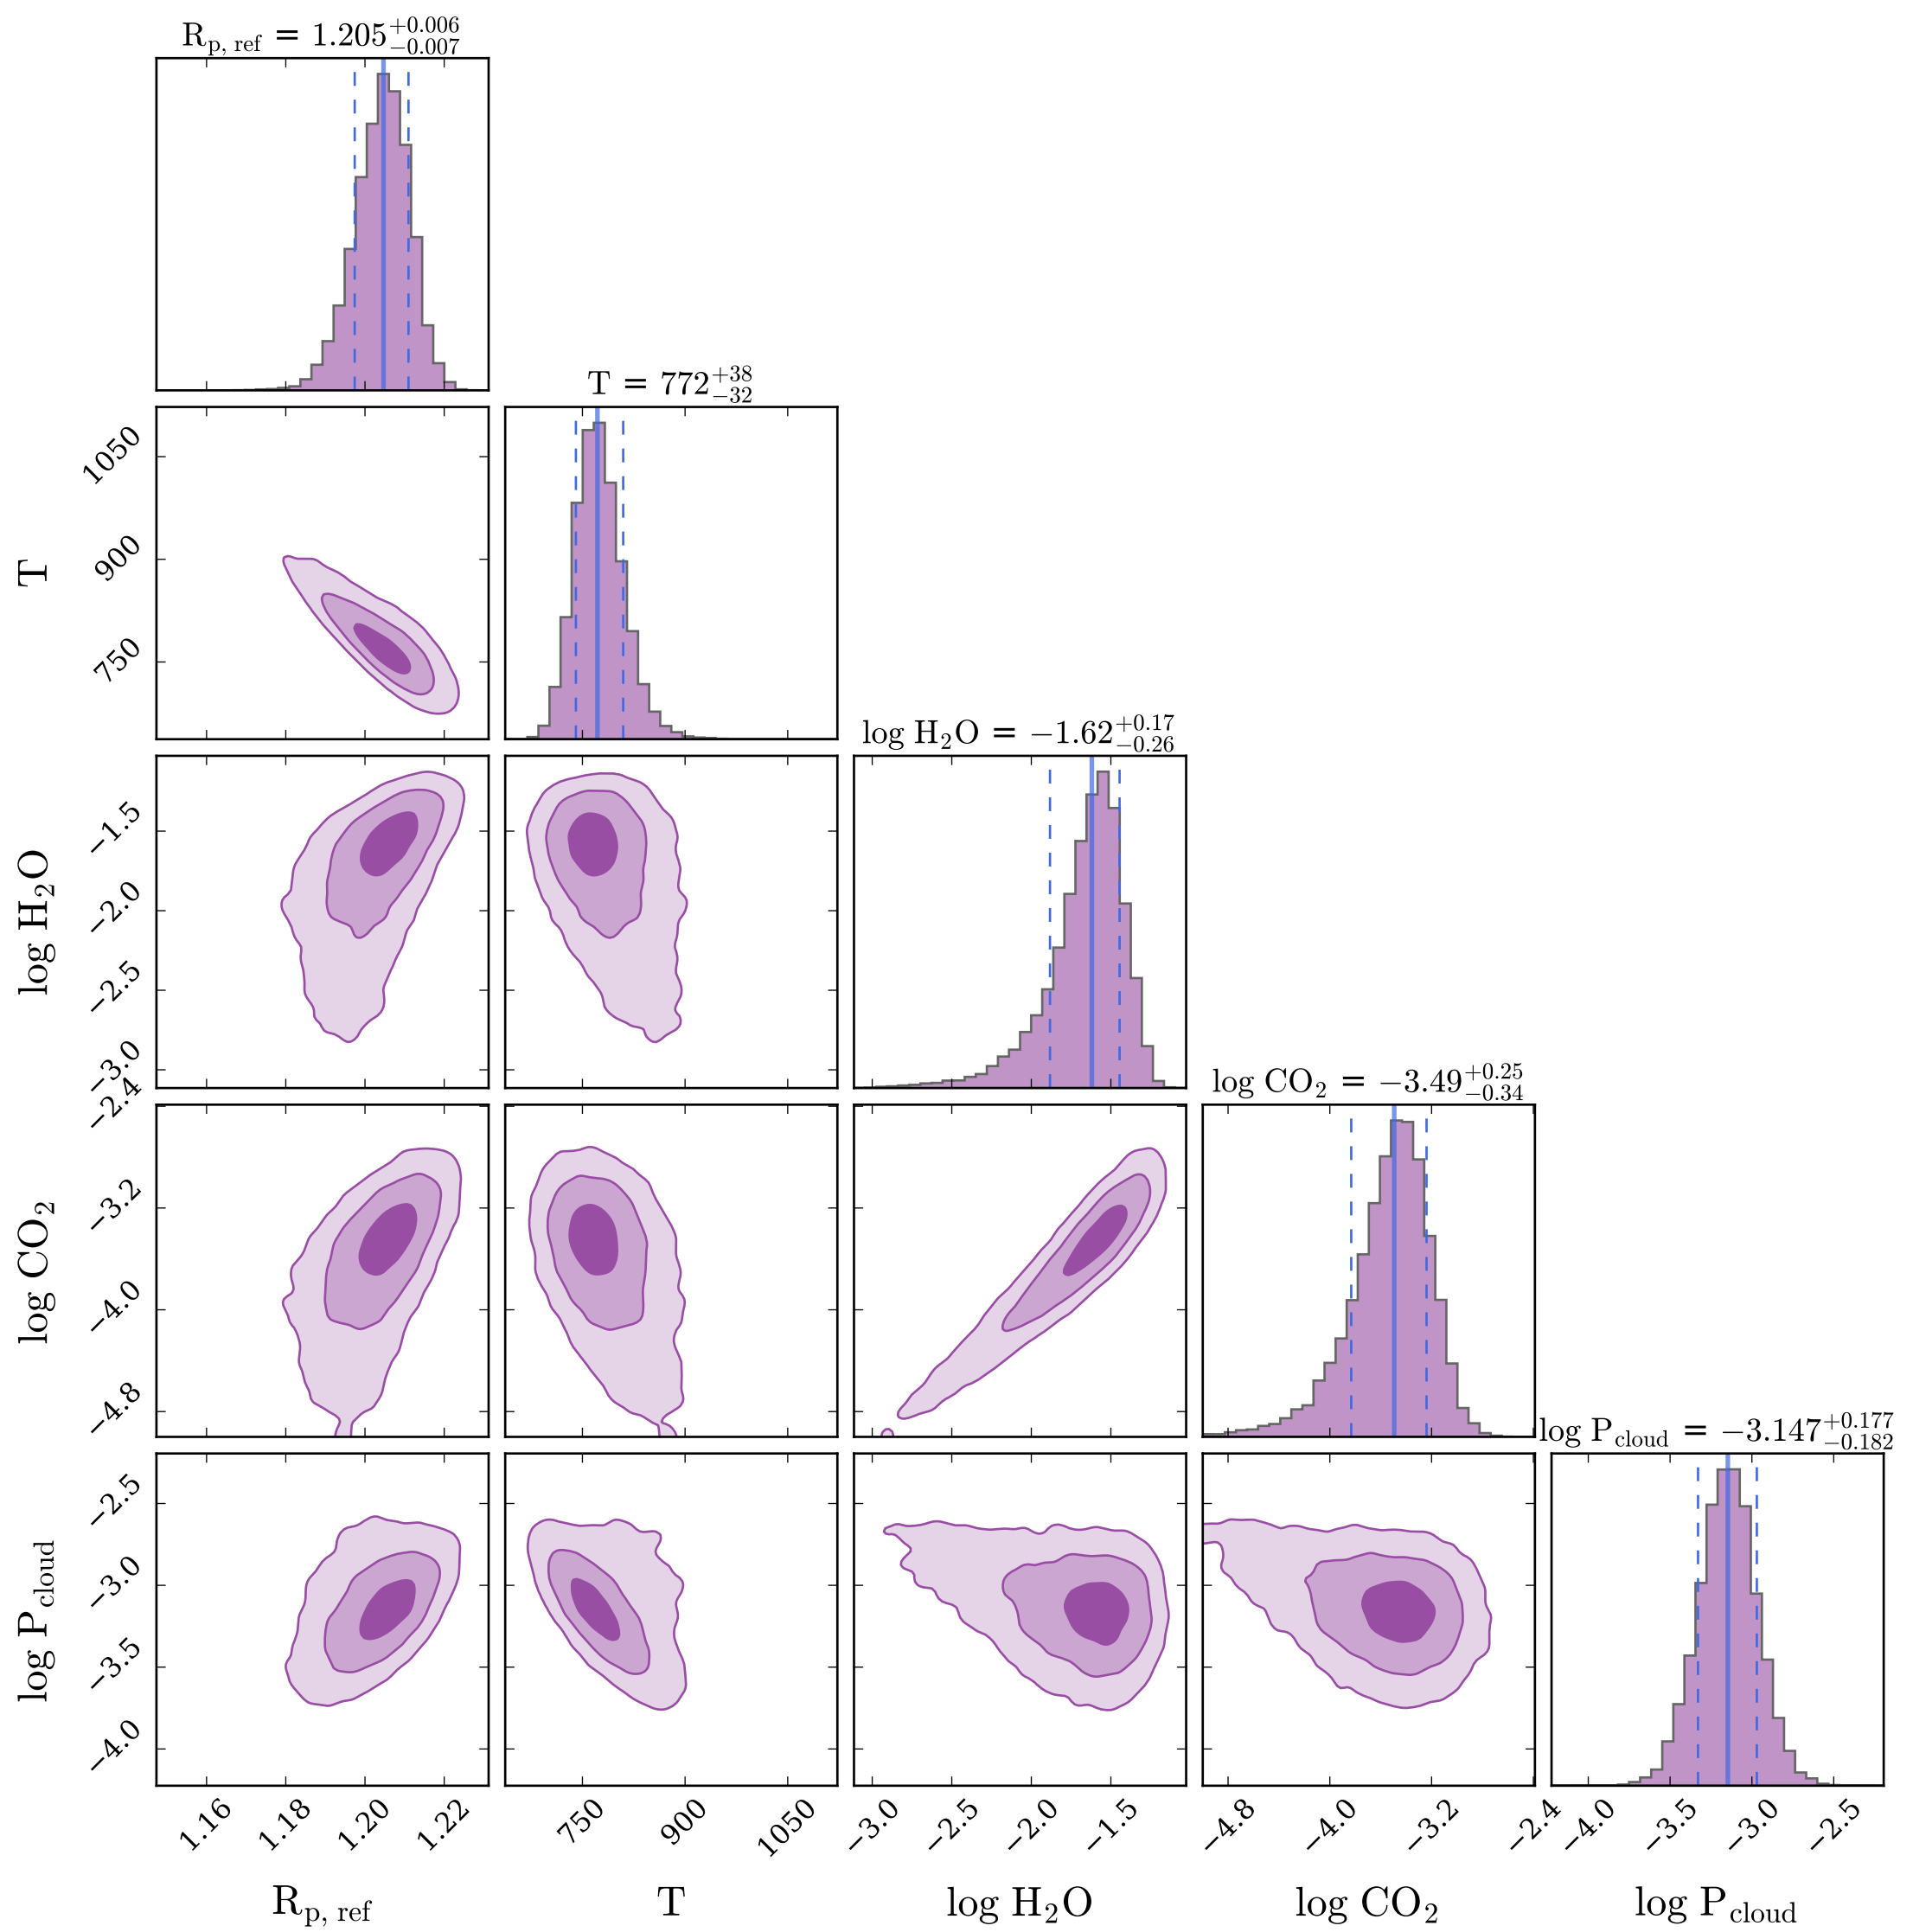 R_p, ref = 1.205^{+0.006}_{−0.007}
T = 772^{+38}_{−32}
1050
900
750
T
log H₂O = −1.62^{+0.17}_{−0.26}
−1.5
−2.0
−2.5
−3.0
log H₂O
log CO₂ = −3.49^{+0.25}_{−0.34}
−2.4
−3.2
−4.0
−4.8
log CO₂
log P_cloud = −3.147^{+0.177}_{−0.182}
−2.5
−3.0
−3.5
−4.0
log P_cloud
1.16 1.18 1.20 1.22 750 900 1050 −3.0 −2.5 −2.0 −1.5 −4.8 −4.0 −3.2 −2.4 −4.0 −3.5 −3.0 −2.5
R_p, ref T log H₂O log CO₂ log P_cloud